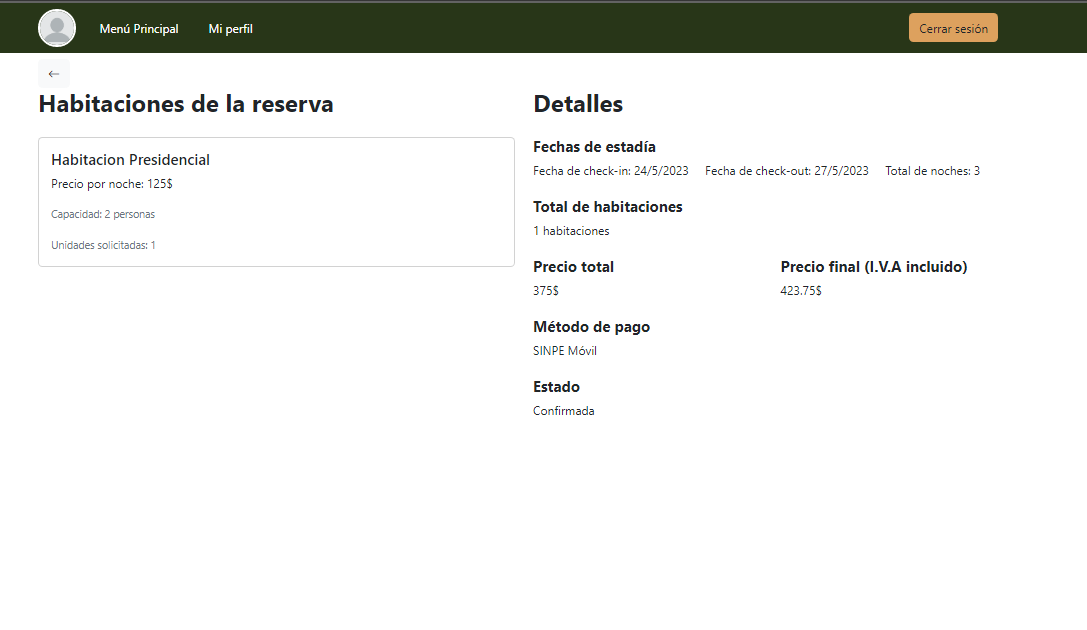 Menú Principal
Mi perfil
Cerrar sesión
←
Habitaciones de la reserva
Habitacion Presidencial
Precio por noche: 125$
Capacidad: 2 personas
Unidades solicitadas: 1
Detalles
Fechas de estadía
Fecha de check-in: 24/5/2023 Fecha de check-out: 27/5/2023 Total de noches: 3
Total de habitaciones
1 habitaciones
Precio total
375$
Precio final (I.V.A incluido)
423.75$
Método de pago
SINPE Móvil
Estado
Confirmada